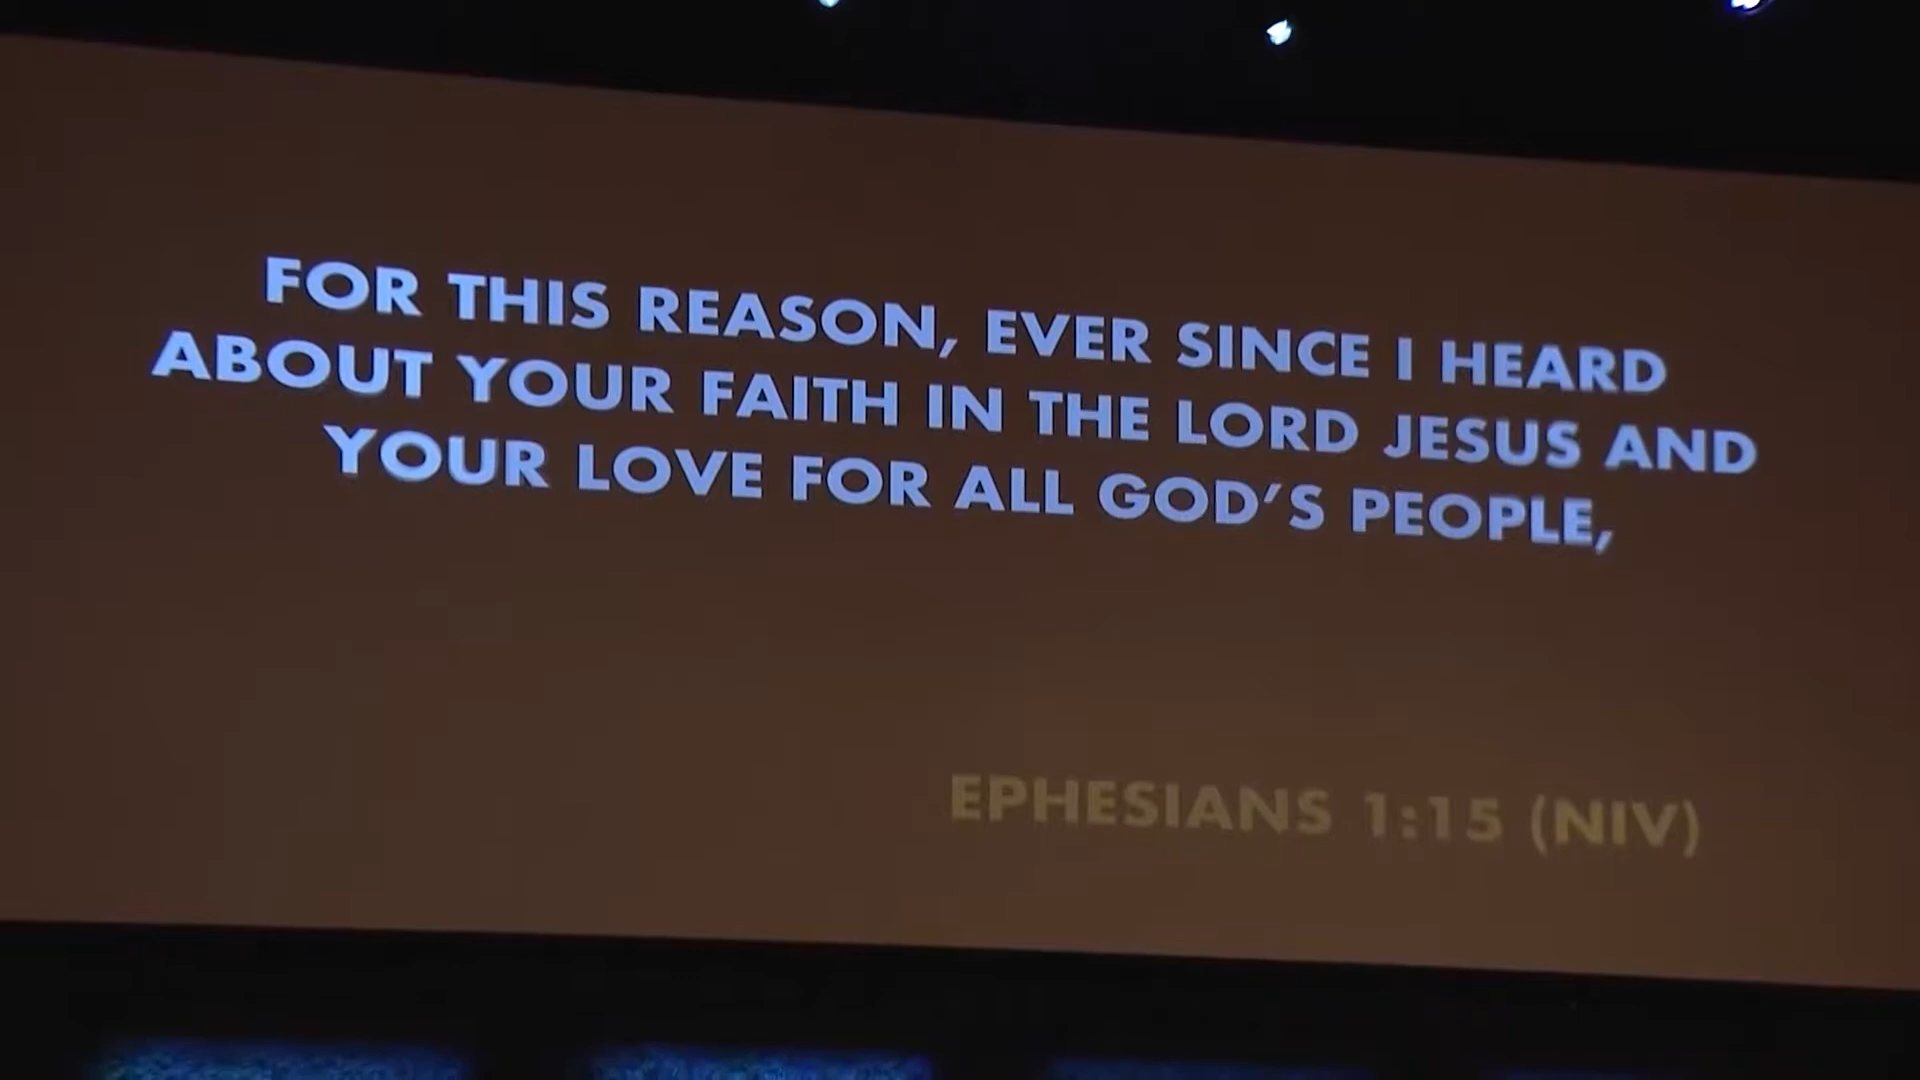 FOR THIS REASON, EVER SINCE I HEARD
ABOUT YOUR FAITH IN THE LORD JESUS AND
YOUR LOVE FOR ALL GOD'S PEOPLE,
EPHESIANS 1:15 (NIV)